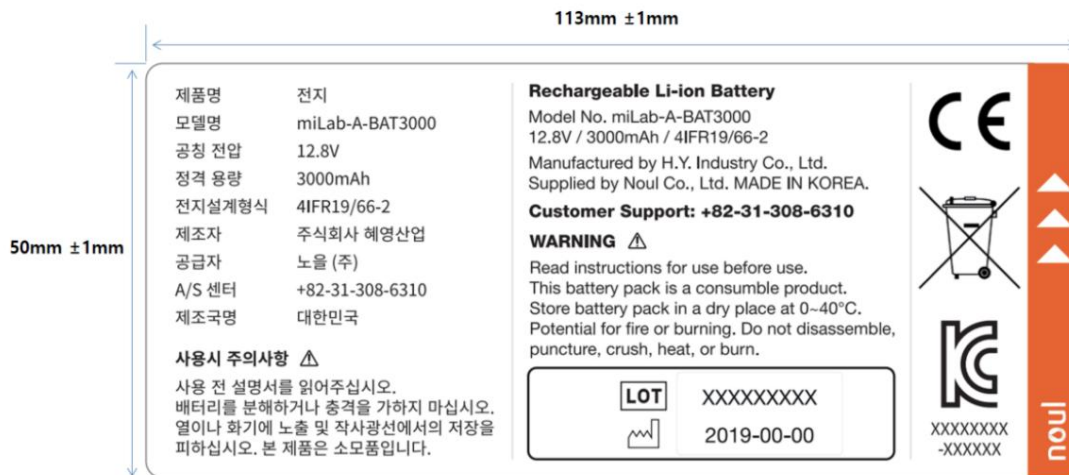 113mm ±1mm
50mm ±1mm
제품명 전지
모델명 miLab-A-BAT3000
공칭 전압 12.8V
정격 용량 3000mAh
전지설계형식 4IFR19/66-2
제조자 주식회사 혜영산업
공급자 노을 (주)
A/S 센터 +82-31-308-6310
제조국명 대한민국
사용시 주의사항 ⚠
사용 전 설명서를 읽어주십시오.
배터리를 분해하거나 충격을 가하지 마십시오.
열이나 화기에 노출 및 작사광선에서의 저장을
피하십시오. 본 제품은 소모품입니다.
Rechargeable Li-ion Battery
Model No. miLab-A-BAT3000
12.8V / 3000mAh / 4IFR19/66-2
Manufactured by H.Y. Industry Co., Ltd.
Supplied by Noul Co., Ltd. MADE IN KOREA.
Customer Support: +82-31-308-6310
WARNING ⚠
Read instructions for use before use.
This battery pack is a consumble product.
Store battery pack in a dry place at 0~40°C.
Potential for fire or burning. Do not disassemble,
puncture, crush, heat, or burn.
LOT XXXXXXXXX
2019-00-00
CE
KC
XXXXXXXX
-XXXXXX
noul